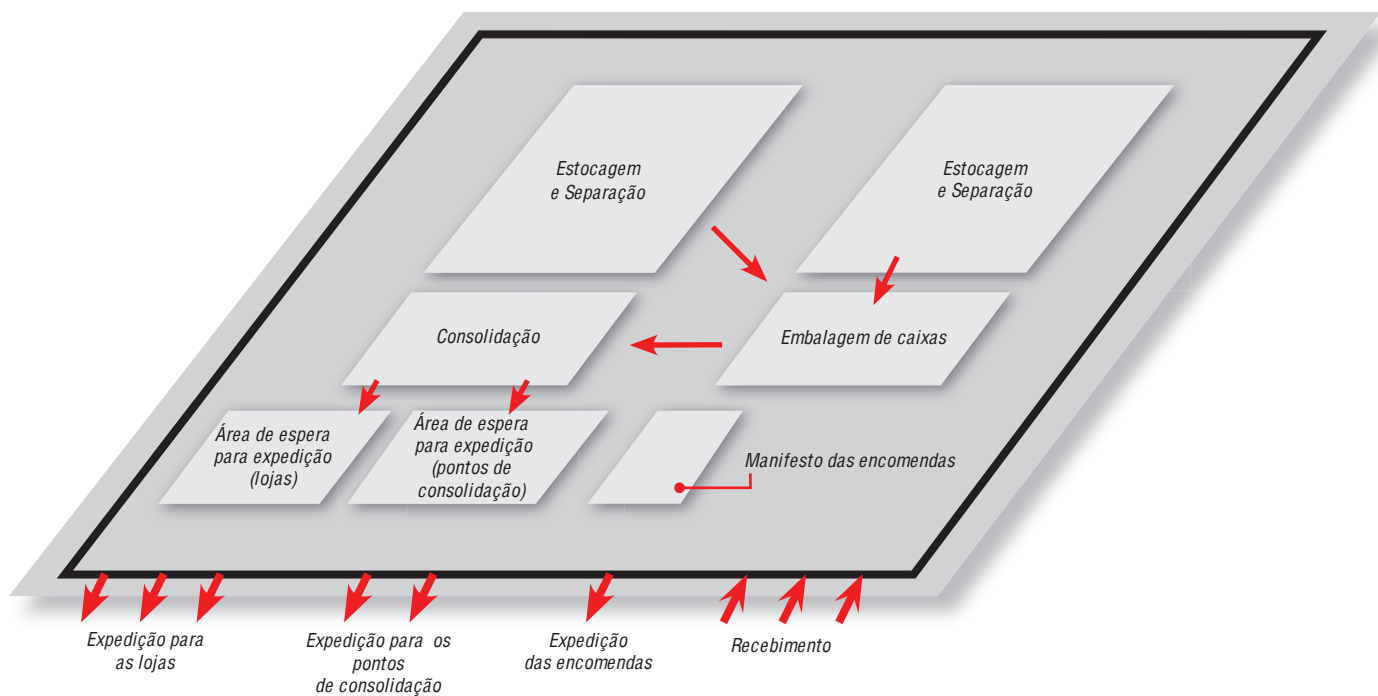 Estocagem
e Separação
Estocagem
e Separação
Consolidação
Embalagem de caixas
Área de espera
para expedição
(lojas)
Área de espera
para expedição
(pontos de
consolidação)
Manifesto das encomendas
Expedição para
as lojas
Expedição para os
pontos
de consolidação
Expedição
das encomendas
Recebimento